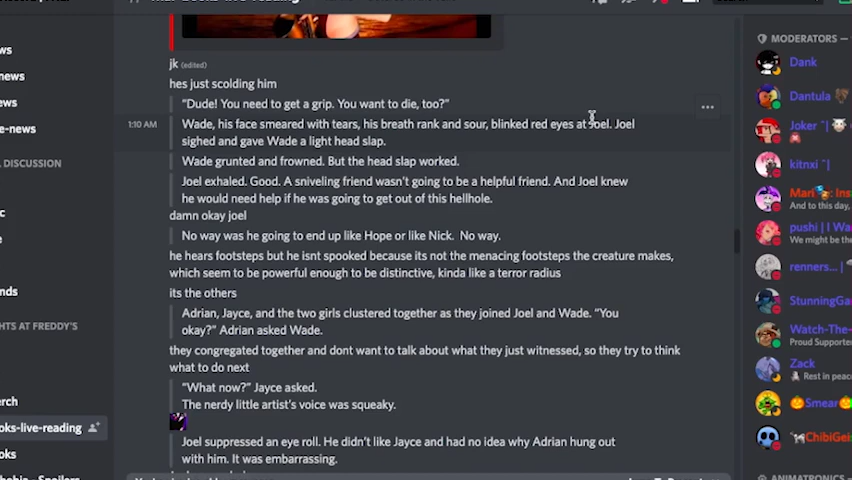 jk (edited)
hes just scolding him
“Dude! You need to get a grip. You want to die, too?”
1:10 AM
Wade, his face smeared with tears, his breath rank and sour, blinked red eyes at Joel. Joel
sighed and gave Wade a light head slap.
Wade grunted and frowned. But the head slap worked.
Joel exhaled. Good. A sniveling friend wasn't going to be a helpful friend. And Joel knew
he would need help if he was going to get out of this hellhole.
damn okay joel
No way was he going to end up like Hope or like Nick.  No way.
he hears footsteps but he isnt spooked because its not the menacing footsteps the creature makes,
which seem to be powerful enough to be distinctive, kinda like a terror radius
its the others
Adrian, Jayce, and the two girls clustered together as they joined Joel and Wade. “You
okay?” Adrian asked Wade.
they congregated together and dont want to talk about what they just witnessed, so they try to think
what to do next
“What now?” Jayce asked.
The nerdy little artist's voice was squeaky.
Joel suppressed an eye roll. He didn't like Jayce and had no idea why Adrian hung out
with him. It was embarrassing.
-news
e-news
DISCUSSION
GHTS AT FREDDY'S
oks-live-reading
MODERATORS —
Dank
Dantula
Joker ˜| 
kitnxi ˜|
Mari
And to this day,
pushi | I Wa
We might be the
renners... |
StunningGa
Watch-The-
Proud Supporte
Zack
Rest in peac
Smear
ChibiGeis
ANIMATRONICS